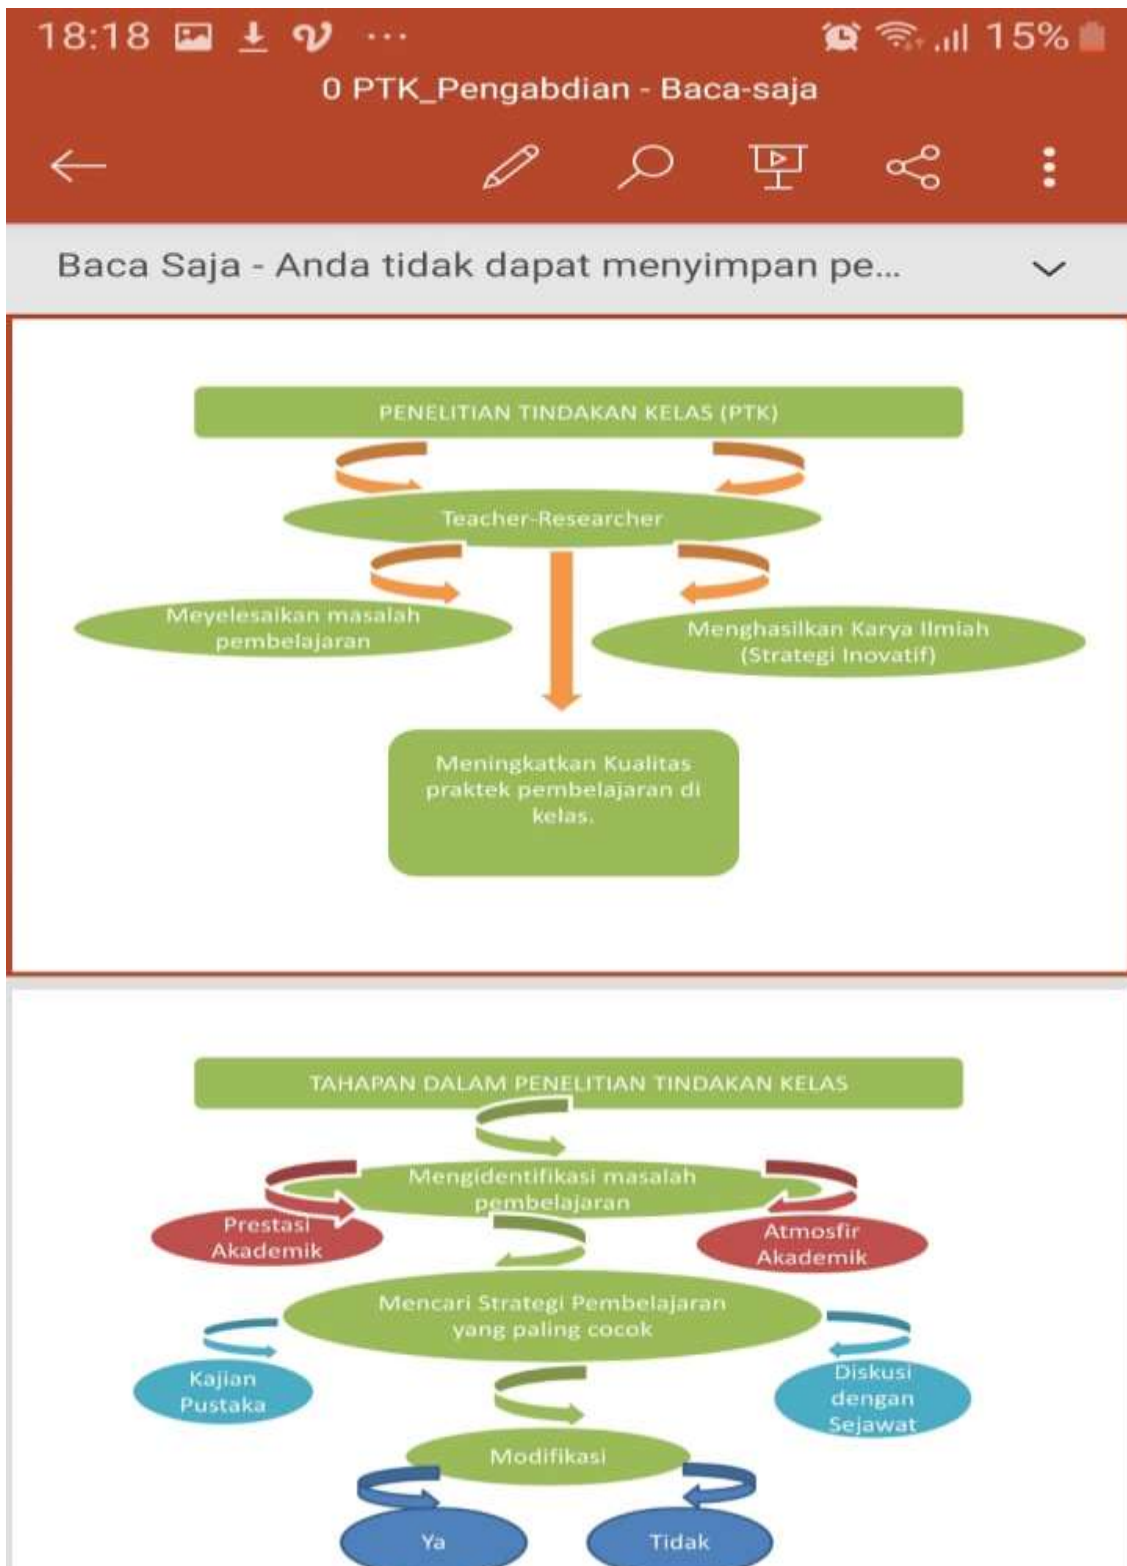 18:18
15%
0 PTK_Pengabdian - Baca-saja
Baca Saja - Anda tidak dapat menyimpan pe...
PENELITIAN TINDAKAN KELAS (PTK)
Teacher-Researcher
Meyelesaikan masalah
pembelajaran
Menghasilkan Karya Ilmiah
(Strategi Inovatif)
Meningkatkan Kualitas
praktek pembelajaran di
kelas.
TAHAPAN DALAM PENELITIAN TINDAKAN KELAS
Mengidentifikasi masalah
pembelajaran
Prestasi
Akademik
Atmosfir
Akademik
Mencari Strategi Pembelajaran
yang paling cocok
Kajian
Pustaka
Diskusi
dengan
Sejawat
Modifikasi
Ya
Tidak